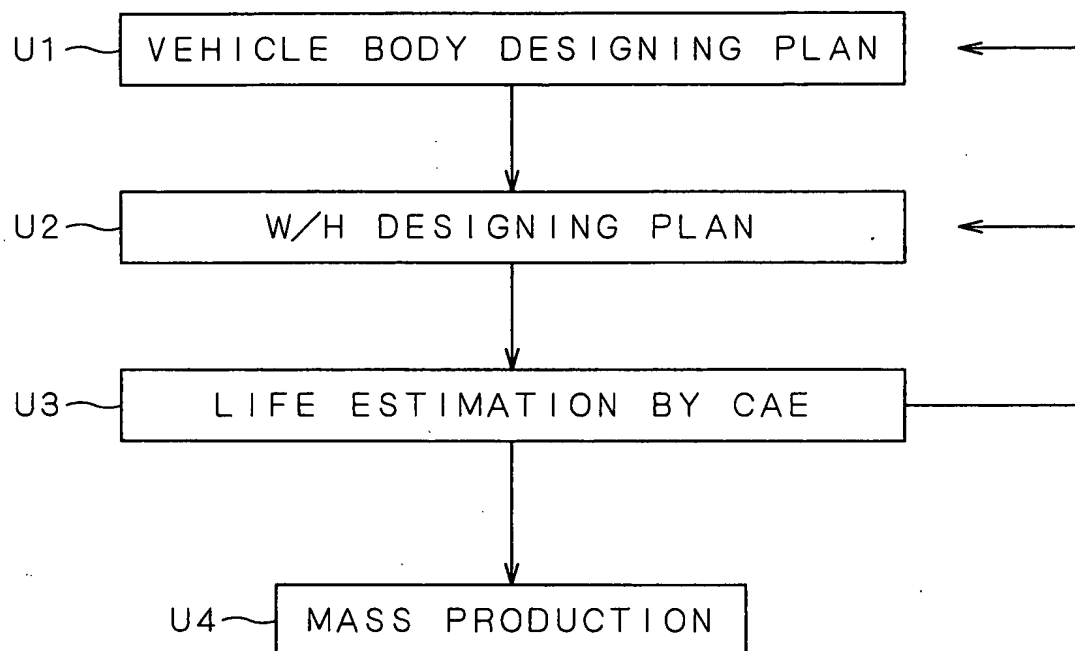 U1 VEHICLE BODY DESIGNING PLAN
U2 W/H DESIGNING PLAN
U3 LIFE ESTIMATION BY CAE
U4 MASS PRODUCTION